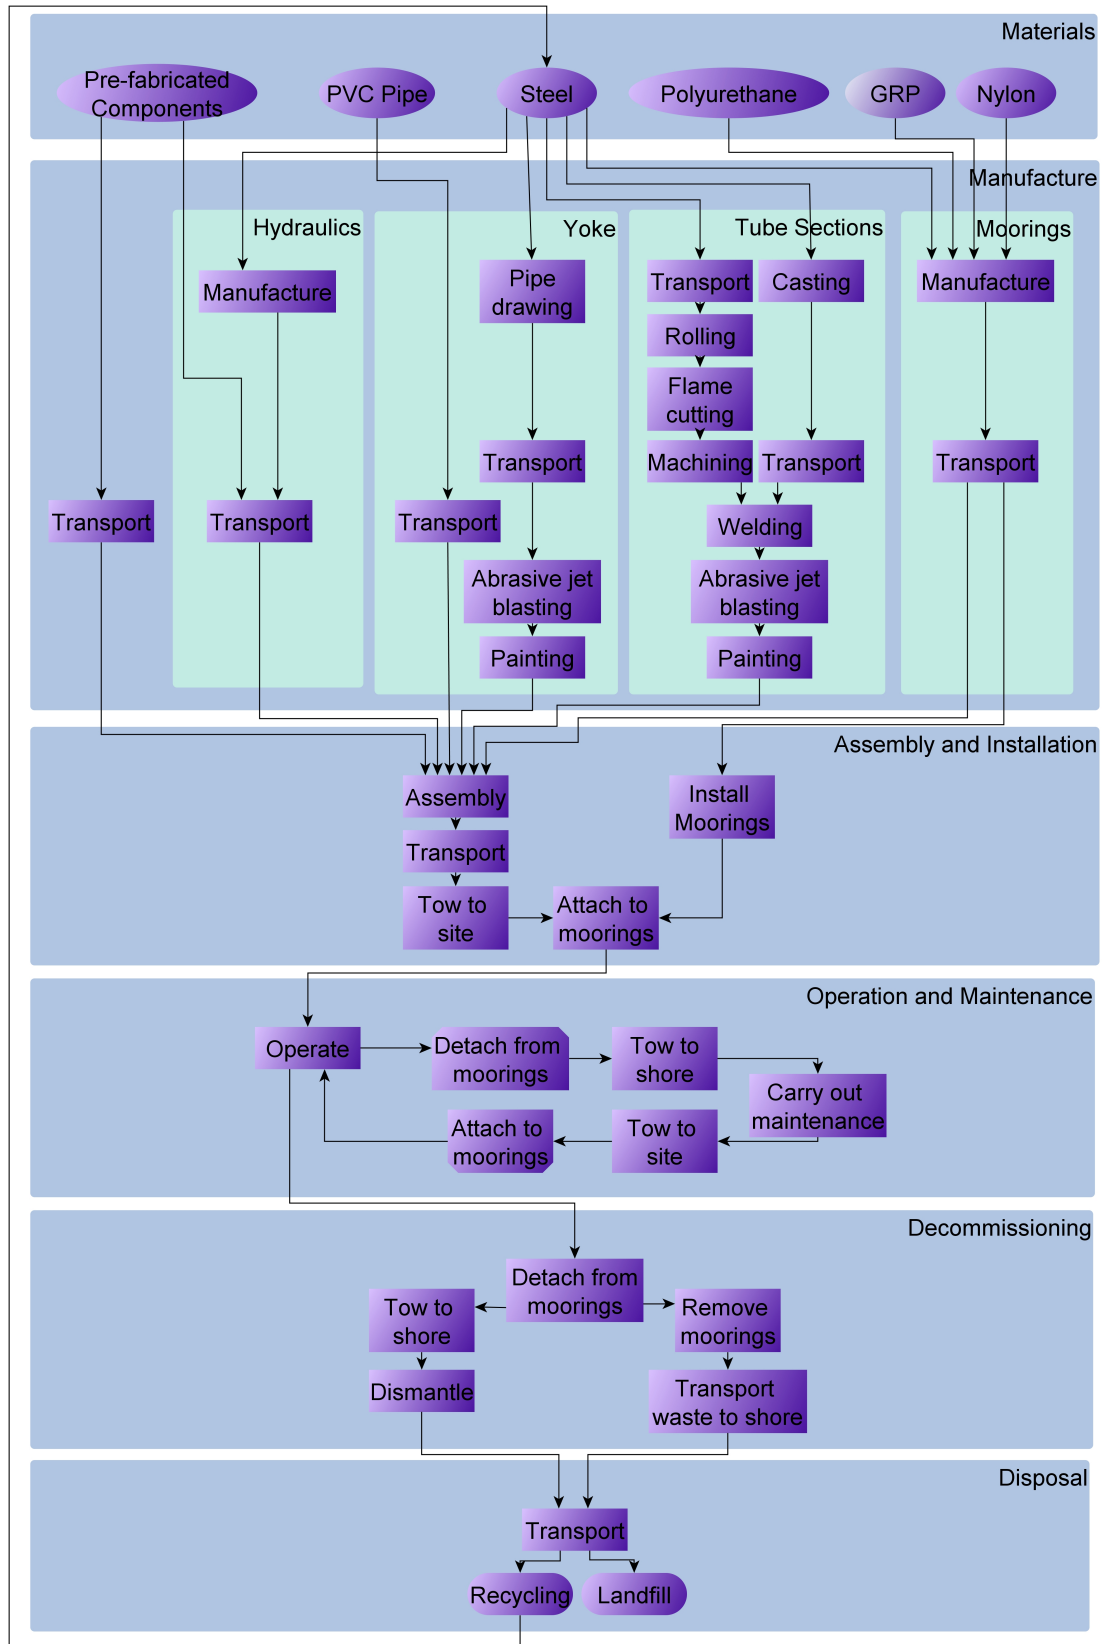 Materials
Pre-fabricated
Components
PVC Pipe
Steel
Polyurethane
GRP
Nylon
Manufacture
Hydraulics
Yoke
Tube Sections
Moorings
Manufacture
Pipe
drawing
Transport
Casting
Manufacture
Rolling
Flame
cutting
Transport
Machining
Transport
Transport
Transport
Transport
Transport
Welding
Abrasive jet
blasting
Abrasive jet
blasting
Painting
Painting
Assembly and Installation
Assembly
Install
Moorings
Transport
Tow to
site
Attach to
moorings
Operation and Maintenance
Operate
Detach from
moorings
Tow to
shore
Carry out
maintenance
Attach to
moorings
Tow to
site
Decommissioning
Detach from
moorings
Tow to
shore
Remove
moorings
Dismantle
Transport
waste to shore
Disposal
Transport
Recycling
Landfill